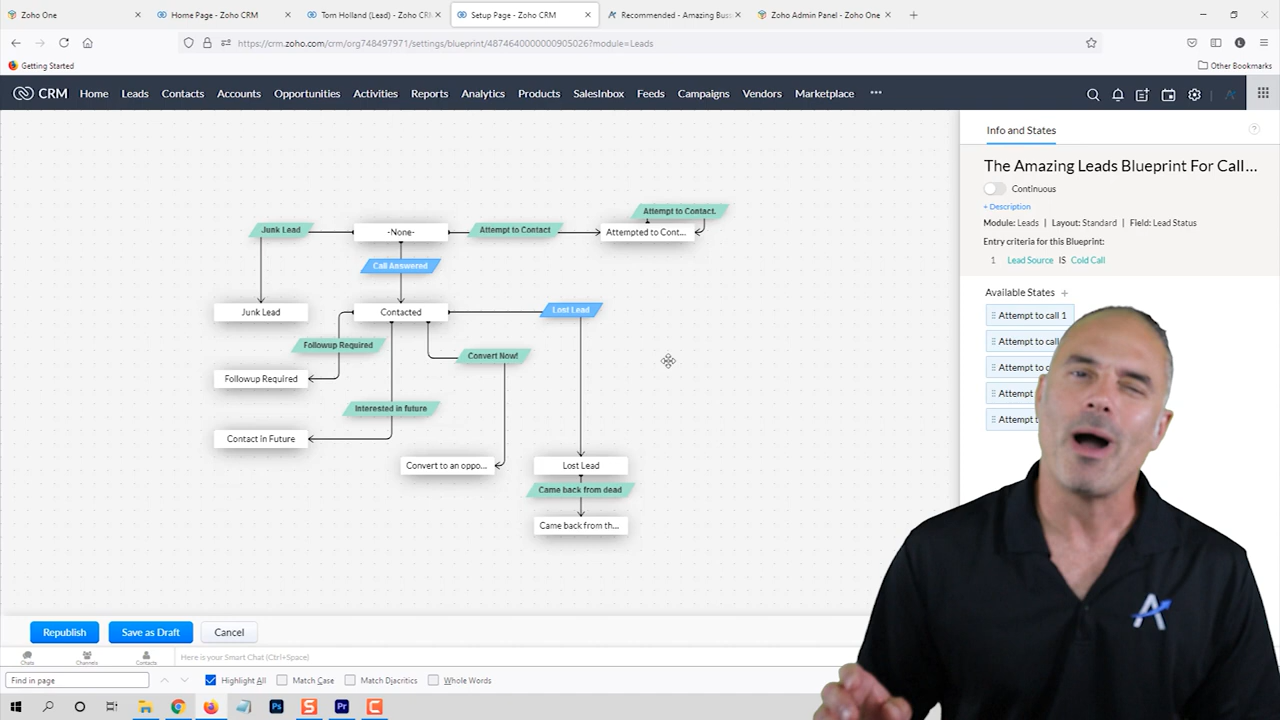 Zoho One
Home Page - Zoho CRM
Tom Holland (Lead) - Zoho CRM
Setup Page - Zoho CRM
Recommended - Amazing Bus
Zoho Admin Panel - Zoho One
https://crm.zoho.com/crm/org748497971/settings/blueprint/4874640000000905026?module=Leads
Getting Started
Other Bookmarks
CRM Home Leads Contacts Accounts Opportunities Activities Reports Analytics Products SalesInbox Feeds Campaigns Vendors Marketplace ...
Info and States
The Amazing Leads Blueprint For Call...
Continuous
+ Description
Module: Leads | Layout: Standard | Field: Lead Status
Entry criteria for this Blueprint:
1 Lead Source IS Cold Call
Available States +
Attempt to call 1
Attempt to call
Attempt to c
Attempt
Attempt t
Attempt to Contact.
Junk Lead
-None-
Attempt to Contact
Attempted to Cont...
Call Answered
Junk Lead
Contacted
Lost Lead
Followup Required
Convert Now!
Followup Required
Interested in future
Contact in Future
Convert to an oppo...
Lost Lead
Came back from dead
Came back from th...
Republish
Save as Draft
Cancel
Chats
Channels
Contacts
Here is your Smart Chat (Ctrl+Space)
Find in page
Highlight All
Match Case
Match Diacritics
Whole Words